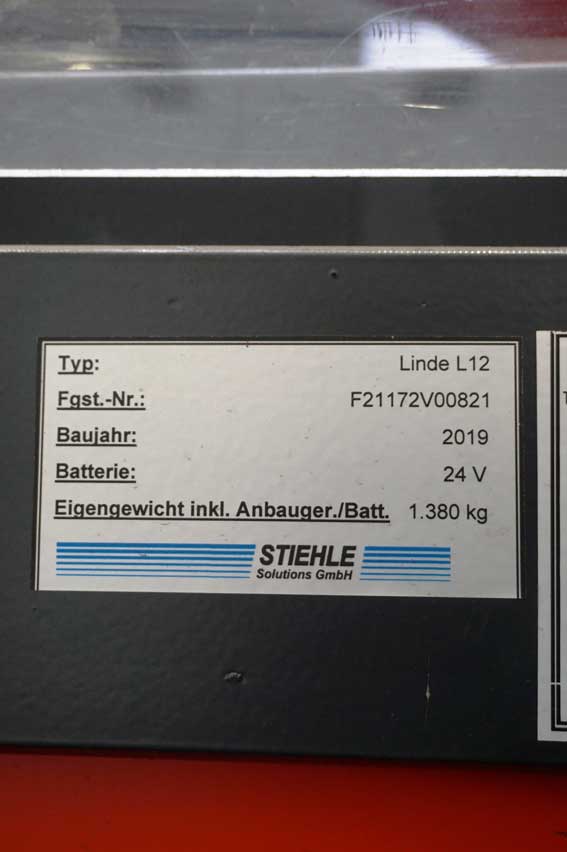 Typ: Linde L12
Fgst.-Nr.: F21172V00821
Baujahr: 2019
Batterie: 24 V
Eigengewicht inkl. Anbauger./Batt. 1.380 kg
STIEHLE
Solutions GmbH